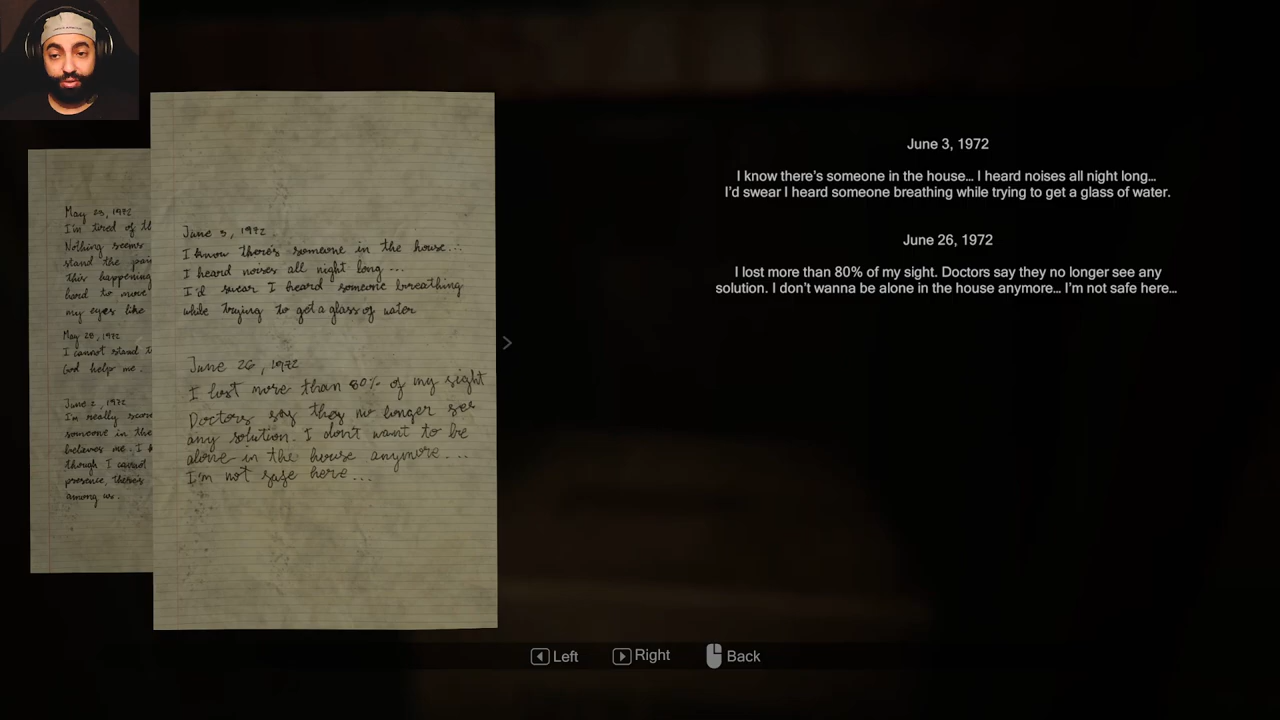 May 23, 1972
I'm tired of th
Nothing seems
stand the pain
this happening
hard to move
my eyes like
May 28, 1972
I cannot stand t
God help me.
June 2, 1972
I'm really scare
someone in the
believes me. I
though I cannot
presence, there's
among us.
June 3, 1972
I know there's someone in the house...
I heard noises all night long ...
I'd swear I heard someone breathing
while trying to get a glass of water
June 26, 1972
I lost more than 80% of my sight
Doctors say they no longer see
any solution. I don't want to be
alone in the house anymore....
I'm not safe here...
June 3, 1972
I know there's someone in the house... I heard noises all night long...
I'd swear I heard someone breathing while trying to get a glass of water.
June 26, 1972
I lost more than 80% of my sight. Doctors say they no longer see any
solution. I don't wanna be alone in the house anymore... I'm not safe here...
Left Right Back